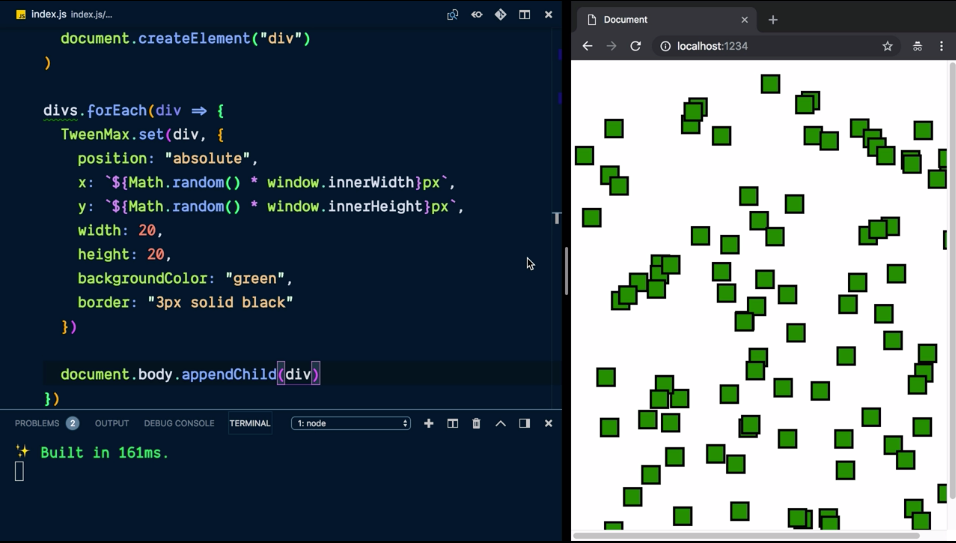 index.js index.js/...
document.createElement("div")
)
divs.forEach(div ⇒ {
TweenMax.set(div, {
position: "absolute",
x: `${Math.random() * window.innerWidth}px`,
y: `${Math.random() * window.innerHeight}px`,
width: 20,
height: 20,
backgroundColor: "green",
border: "3px solid black"
})
document.body.appendChild(div)
})
PROBLEMS 2 OUTPUT DEBUG CONSOLE TERMINAL 1: node
✨ Built in 161ms.
T
Document
localhost:1234